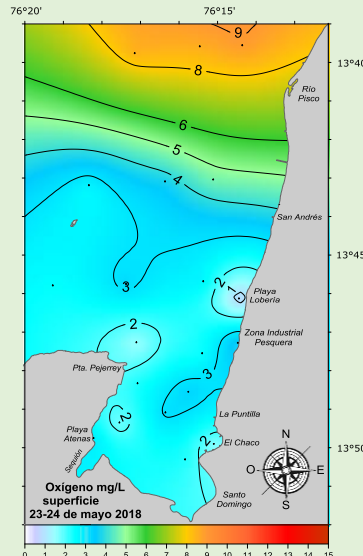 76°20'
76°15'
9
8
13°40'
Río
Pisco
6
5
4
San Andrés
13°45'
3
2
1
Playa
Lobería
2
Zona Industrial
Pesquera
Pta. Pejerrey
3
2
La Puntilla
Playa
Atenas
2
El Chaco
13°50'
Sequión
N
O
E
S
Oxígeno mg/L
superficie
23-24 de mayo 2018
Santo
Domingo
0 1 2 3 4 5 6 7 8 9 10 11 12 13 14 15